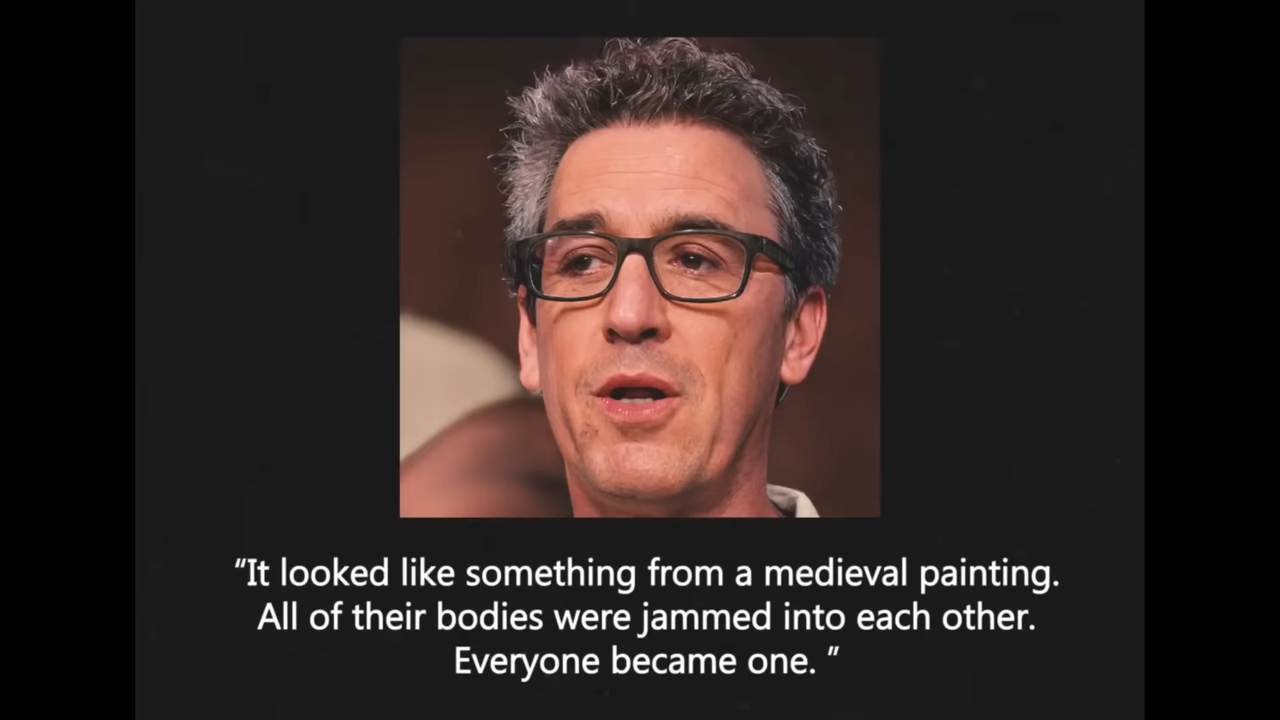 "It looked like something from a medieval painting.
All of their bodies were jammed into each other.
Everyone became one. "